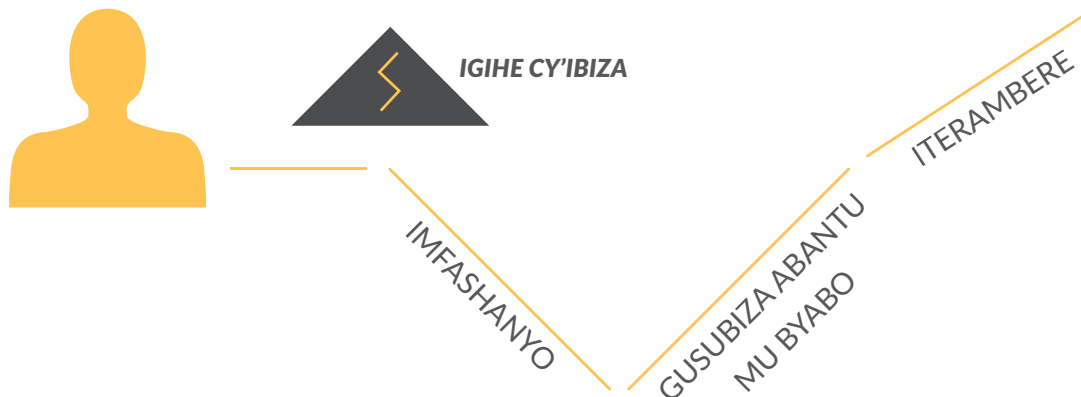 IGIHE CY’IBIZA
IMFASHANYO
GUSUBIZA ABANTU
MU BYABO
ITERAMBERE